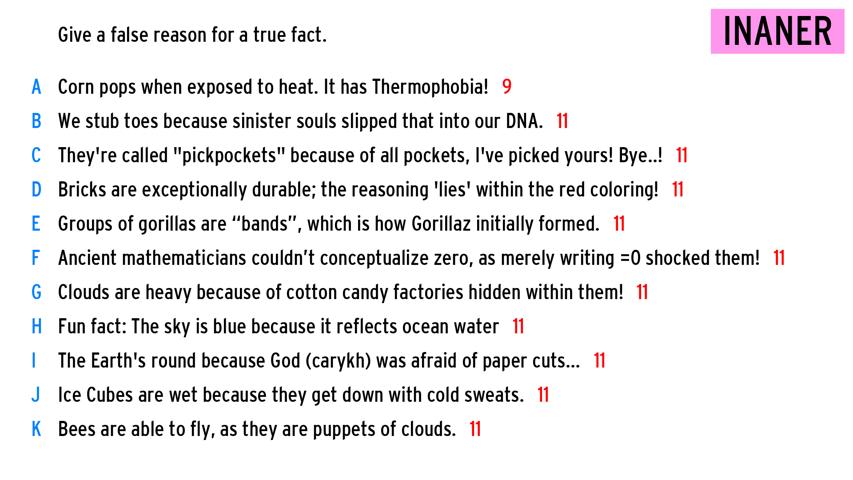 Give a false reason for a true fact.
INANER
A Corn pops when exposed to heat. It has Thermophobia! 9
B We stub toes because sinister souls slipped that into our DNA. 11
C They're called "pickpockets" because of all pockets, I've picked yours! Bye..! 11
D Bricks are exceptionally durable; the reasoning 'lies' within the red coloring! 11
E Groups of gorillas are “bands”, which is how Gorillaz initially formed. 11
F Ancient mathematicians couldn’t conceptualize zero, as merely writing =0 shocked them! 11
G Clouds are heavy because of cotton candy factories hidden within them! 11
H Fun fact: The sky is blue because it reflects ocean water 11
I The Earth's round because God (carykh) was afraid of paper cuts... 11
J Ice Cubes are wet because they get down with cold sweats. 11
K Bees are able to fly, as they are puppets of clouds. 11